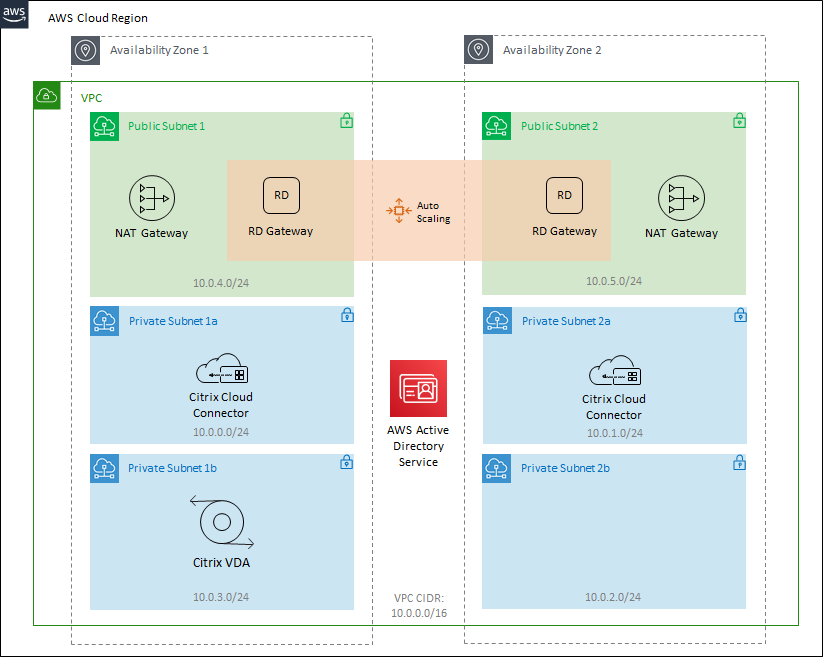 aws
AWS Cloud Region
Availability Zone 1
Availability Zone 2
VPC
Public Subnet 1
Public Subnet 2
RD
RD
Auto
Scaling
NAT Gateway
RD Gateway
RD Gateway
NAT Gateway
10.0.4.0/24
10.0.5.0/24
Private Subnet 1a
Private Subnet 2a
Citrix Cloud
Connector
10.0.0.0/24
Citrix Cloud
Connector
10.0.1.0/24
AWS Active
Directory
Service
Private Subnet 1b
Private Subnet 2b
Citrix VDA
10.0.3.0/24
VPC CIDR:
10.0.0.0/16
10.0.2.0/24